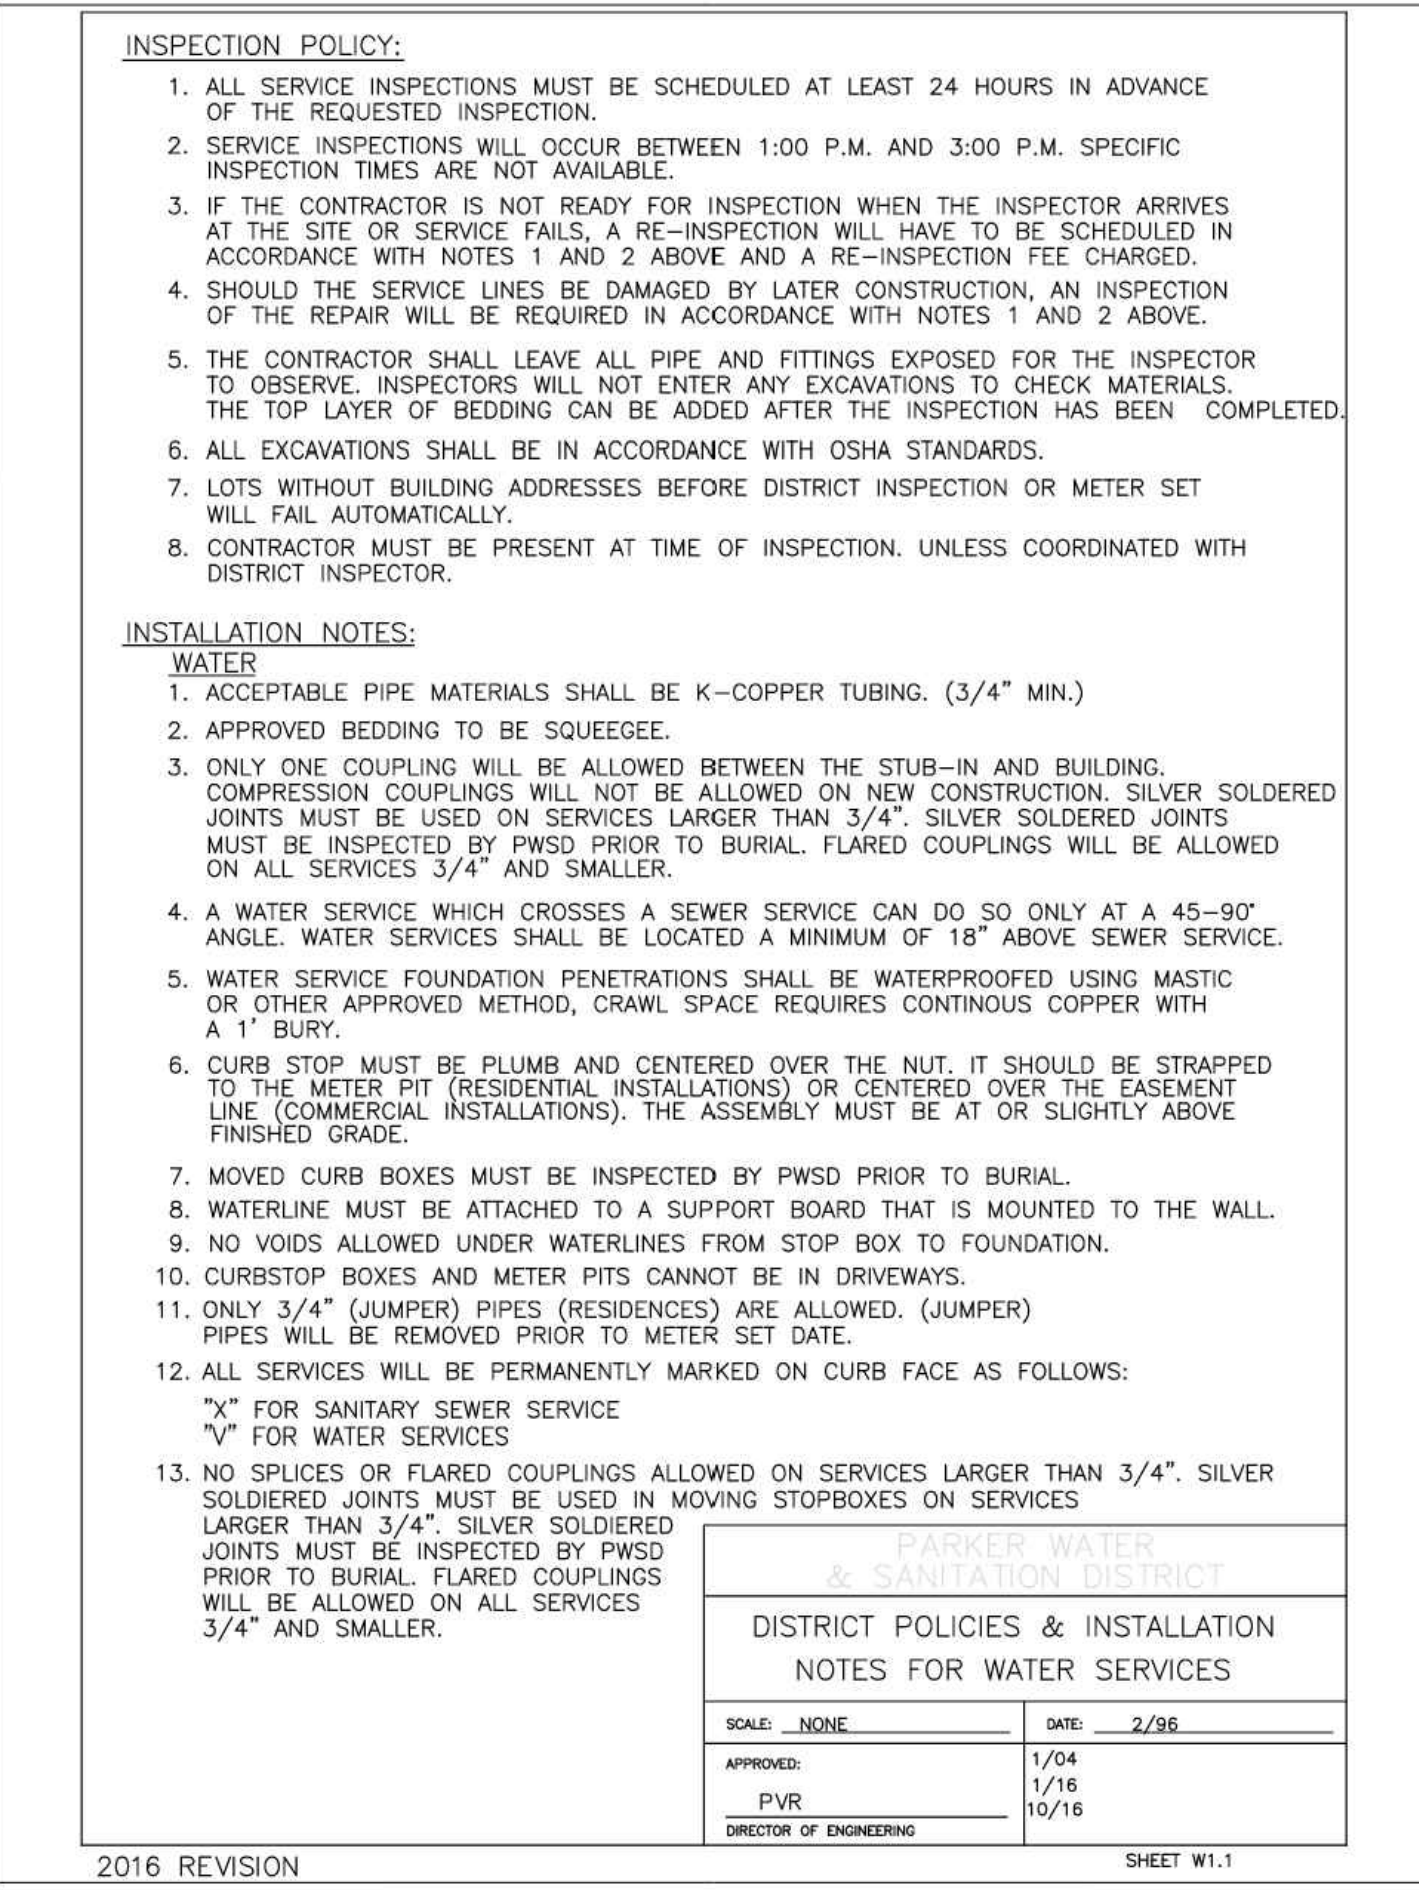 INSPECTION POLICY:
1. ALL SERVICE INSPECTIONS MUST BE SCHEDULED AT LEAST 24 HOURS IN ADVANCE
OF THE REQUESTED INSPECTION.
2. SERVICE INSPECTIONS WILL OCCUR BETWEEN 1:00 P.M. AND 3:00 P.M. SPECIFIC
INSPECTION TIMES ARE NOT AVAILABLE.
3. IF THE CONTRACTOR IS NOT READY FOR INSPECTION WHEN THE INSPECTOR ARRIVES
AT THE SITE OR SERVICE FAILS, A RE-INSPECTION WILL HAVE TO BE SCHEDULED IN
ACCORDANCE WITH NOTES 1 AND 2 ABOVE AND A RE-INSPECTION FEE CHARGED.
4. SHOULD THE SERVICE LINES BE DAMAGED BY LATER CONSTRUCTION, AN INSPECTION
OF THE REPAIR WILL BE REQUIRED IN ACCORDANCE WITH NOTES 1 AND 2 ABOVE.
5. THE CONTRACTOR SHALL LEAVE ALL PIPE AND FITTINGS EXPOSED FOR THE INSPECTOR
TO OBSERVE. INSPECTORS WILL NOT ENTER ANY EXCAVATIONS TO CHECK MATERIALS.
THE TOP LAYER OF BEDDING CAN BE ADDED AFTER THE INSPECTION HAS BEEN COMPLETED.
6. ALL EXCAVATIONS SHALL BE IN ACCORDANCE WITH OSHA STANDARDS.
7. LOTS WITHOUT BUILDING ADDRESSES BEFORE DISTRICT INSPECTION OR METER SET
WILL FAIL AUTOMATICALLY.
8. CONTRACTOR MUST BE PRESENT AT TIME OF INSPECTION. UNLESS COORDINATED WITH
DISTRICT INSPECTOR.
INSTALLATION NOTES:
WATER
1. ACCEPTABLE PIPE MATERIALS SHALL BE K-COPPER TUBING. (3/4" MIN.)
2. APPROVED BEDDING TO BE SQUEEGEE.
3. ONLY ONE COUPLING WILL BE ALLOWED BETWEEN THE STUB-IN AND BUILDING.
COMPRESSION COUPLINGS WILL NOT BE ALLOWED ON NEW CONSTRUCTION. SILVER SOLDERED
JOINTS MUST BE USED ON SERVICES LARGER THAN 3/4". SILVER SOLDERED JOINTS
MUST BE INSPECTED BY PWSD PRIOR TO BURIAL. FLARED COUPLINGS WILL BE ALLOWED
ON ALL SERVICES 3/4" AND SMALLER.
4. A WATER SERVICE WHICH CROSSES A SEWER SERVICE CAN DO SO ONLY AT A 45-90°
ANGLE. WATER SERVICES SHALL BE LOCATED A MINIMUM OF 18" ABOVE SEWER SERVICE.
5. WATER SERVICE FOUNDATION PENETRATIONS SHALL BE WATERPROOFED USING MASTIC
OR OTHER APPROVED METHOD, CRAWL SPACE REQUIRES CONTINOUS COPPER WITH
A 1' BURY.
6. CURB STOP MUST BE PLUMB AND CENTERED OVER THE NUT. IT SHOULD BE STRAPPED
TO THE METER PIT (RESIDENTIAL INSTALLATIONS) OR CENTERED OVER THE EASEMENT
LINE (COMMERCIAL INSTALLATIONS). THE ASSEMBLY MUST BE AT OR SLIGHTLY ABOVE
FINISHED GRADE.
7. MOVED CURB BOXES MUST BE INSPECTED BY PWSD PRIOR TO BURIAL.
8. WATERLINE MUST BE ATTACHED TO A SUPPORT BOARD THAT IS MOUNTED TO THE WALL.
9. NO VOIDS ALLOWED UNDER WATERLINES FROM STOP BOX TO FOUNDATION.
10. CURBSTOP BOXES AND METER PITS CANNOT BE IN DRIVEWAYS.
11. ONLY 3/4" (JUMPER) PIPES (RESIDENCES) ARE ALLOWED. (JUMPER)
PIPES WILL BE REMOVED PRIOR TO METER SET DATE.
12. ALL SERVICES WILL BE PERMANENTLY MARKED ON CURB FACE AS FOLLOWS:
"X" FOR SANITARY SEWER SERVICE
"V" FOR WATER SERVICES
13. NO SPLICES OR FLARED COUPLINGS ALLOWED ON SERVICES LARGER THAN 3/4". SILVER
SOLDIERED JOINTS MUST BE USED IN MOVING STOPBOXES ON SERVICES
LARGER THAN 3/4". SILVER SOLDIERED
JOINTS MUST BE INSPECTED BY PWSD
PRIOR TO BURIAL. FLARED COUPLINGS
WILL BE ALLOWED ON ALL SERVICES
3/4" AND SMALLER.
PARKER WATER
& SANITATION DISTRICT
DISTRICT POLICIES & INSTALLATION
NOTES FOR WATER SERVICES
SCALE: NONE
DATE: 2/96
APPROVED:
PVR
DIRECTOR OF ENGINEERING
1/04
1/16
10/16
2016 REVISION
SHEET W1.1